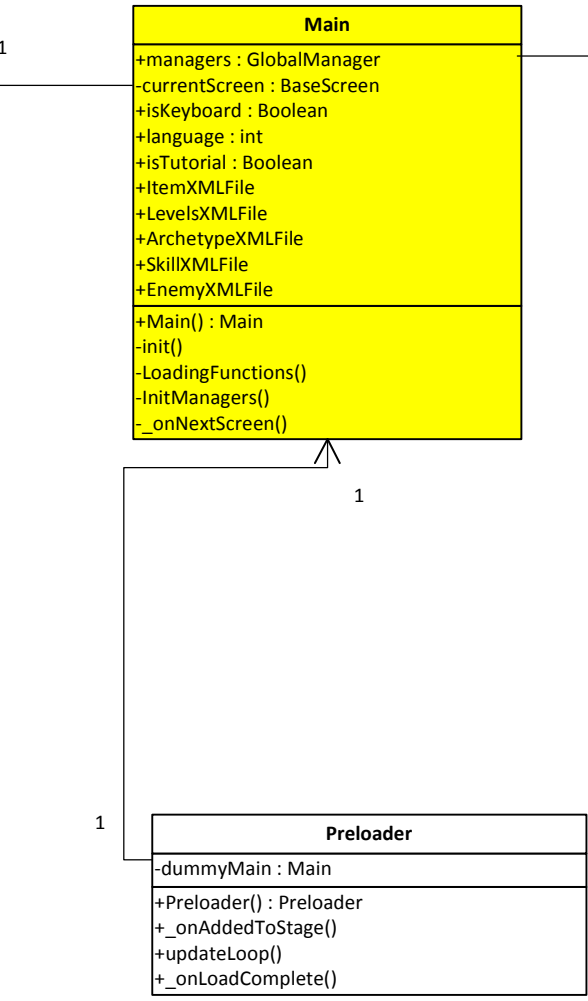 Main
1
+managers : GlobalManager
-currentScreen : BaseScreen
+isKeyboard : Boolean
+language : int
+isTutorial : Boolean
+ItemXMLFile
+LevelsXMLFile
+ArchetypeXMLFile
+SkillXMLFile
+EnemyXMLFile
+Main() : Main
-init()
-LoadingFunctions()
-InitManagers()
-_onNextScreen()
1
1
Preloader
-dummyMain : Main
+Preloader() : Preloader
+_onAddedToStage()
+updateLoop()
+_onLoadComplete()